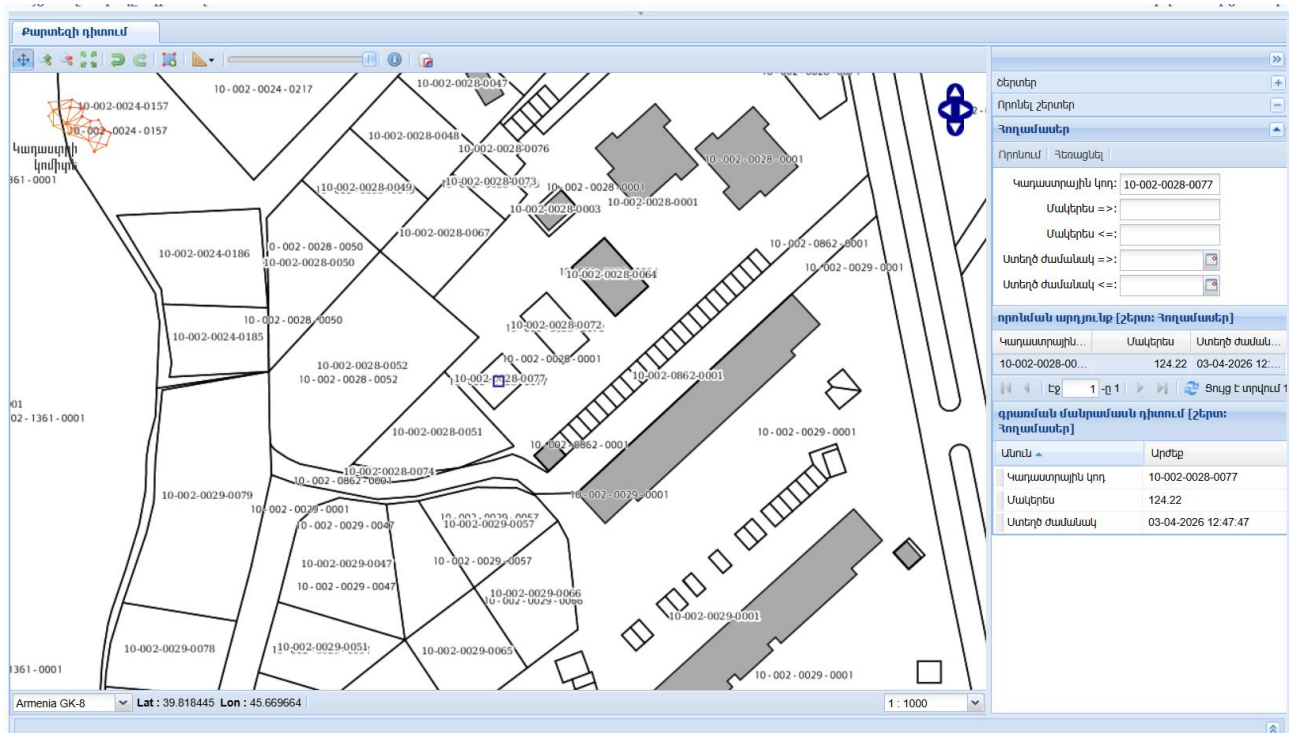 Քարտեզի դիտում
10-002-0028-0047
10 - 002 - 0024 - 0217
10-002-0024-0157
10 - 002 - 0024 - 0157
Կադաստրի
կոմիտե
361 - 0001
10-002-0028-0048
10-002-0028-0076
10-002-0028-0049
10-002-0028-0073
10 - 002 - 0028 - 0001
10-002-0028-0001
10 - 002 - 0028 - 0001
10-002-0028-0003
10-002-0028-0067
10-002-0024-0186
10 - 002 - 0028 - 0050
10-002-0028-0050
10 - 002 - 0862 - 0001
10 - 002 - 0029 - 0001
10-002-0028-0064
10 - 002 - 0028 - 0050
10-002-0024-0185
10-002-0028-0072
10 - 002 - 0028 - 0001
10-002-0028-0052
10 - 002 - 0028 - 0052
10-002-0028-0077
10-002-0862-0001
02 - 1361 - 0001
10-002-0028-0051
10 - 002 - 0862 - 0001
10 - 002 - 0029 - 0001
10-002-0028-0074
10 - 002 - 0862 - 0001
10-002-0029-0079
10 - 002 - 0029 - 0001
10 - 002 - 0029 - 0001
10 - 002 - 0029 - 0047
10 - 002 - 0029 - 0057
10-002-0029-0057
10-002-0029-0047
10 - 002 - 0029 - 0057
10 - 002 - 0029 - 0047
10-002-0029-0066
10 - 002 - 0029 - 0066
10-002-0029-0001
10-002-0029-0078
10-002-0029-0051
10-002-0029-0065
1361 - 0001
10 - 002 - 0029 - 0001
Armenia GK-8 Lat : 39.818445 Lon : 45.669664 1 : 1000
Շերտեր
Որոնել շերտեր
Հողամասեր
Որոնում Հեռացնել
Կադաստրային կոդ: 10-002-0028-0077
Մակերես =>:
Մակերես <=:
Ստեղծ ժամանակ =>:
Ստեղծ ժամանակ <=:
որոնման արդյունք [շերտ: Հողամասեր]
Կադաստրային... Մակերես Ստեղծ ժաման...
10-002-0028-00... 124.22 03-04-2026 12:...
Էջ 1 -ը 1 Ցույց է տրվում 1
գրառման մանրամասն դիտում [շերտ:
Հողամասեր]
Անուն Արժեք
Կադաստրային կոդ 10-002-0028-0077
Մակերես 124.22
Ստեղծ ժամանակ 03-04-2026 12:47:47